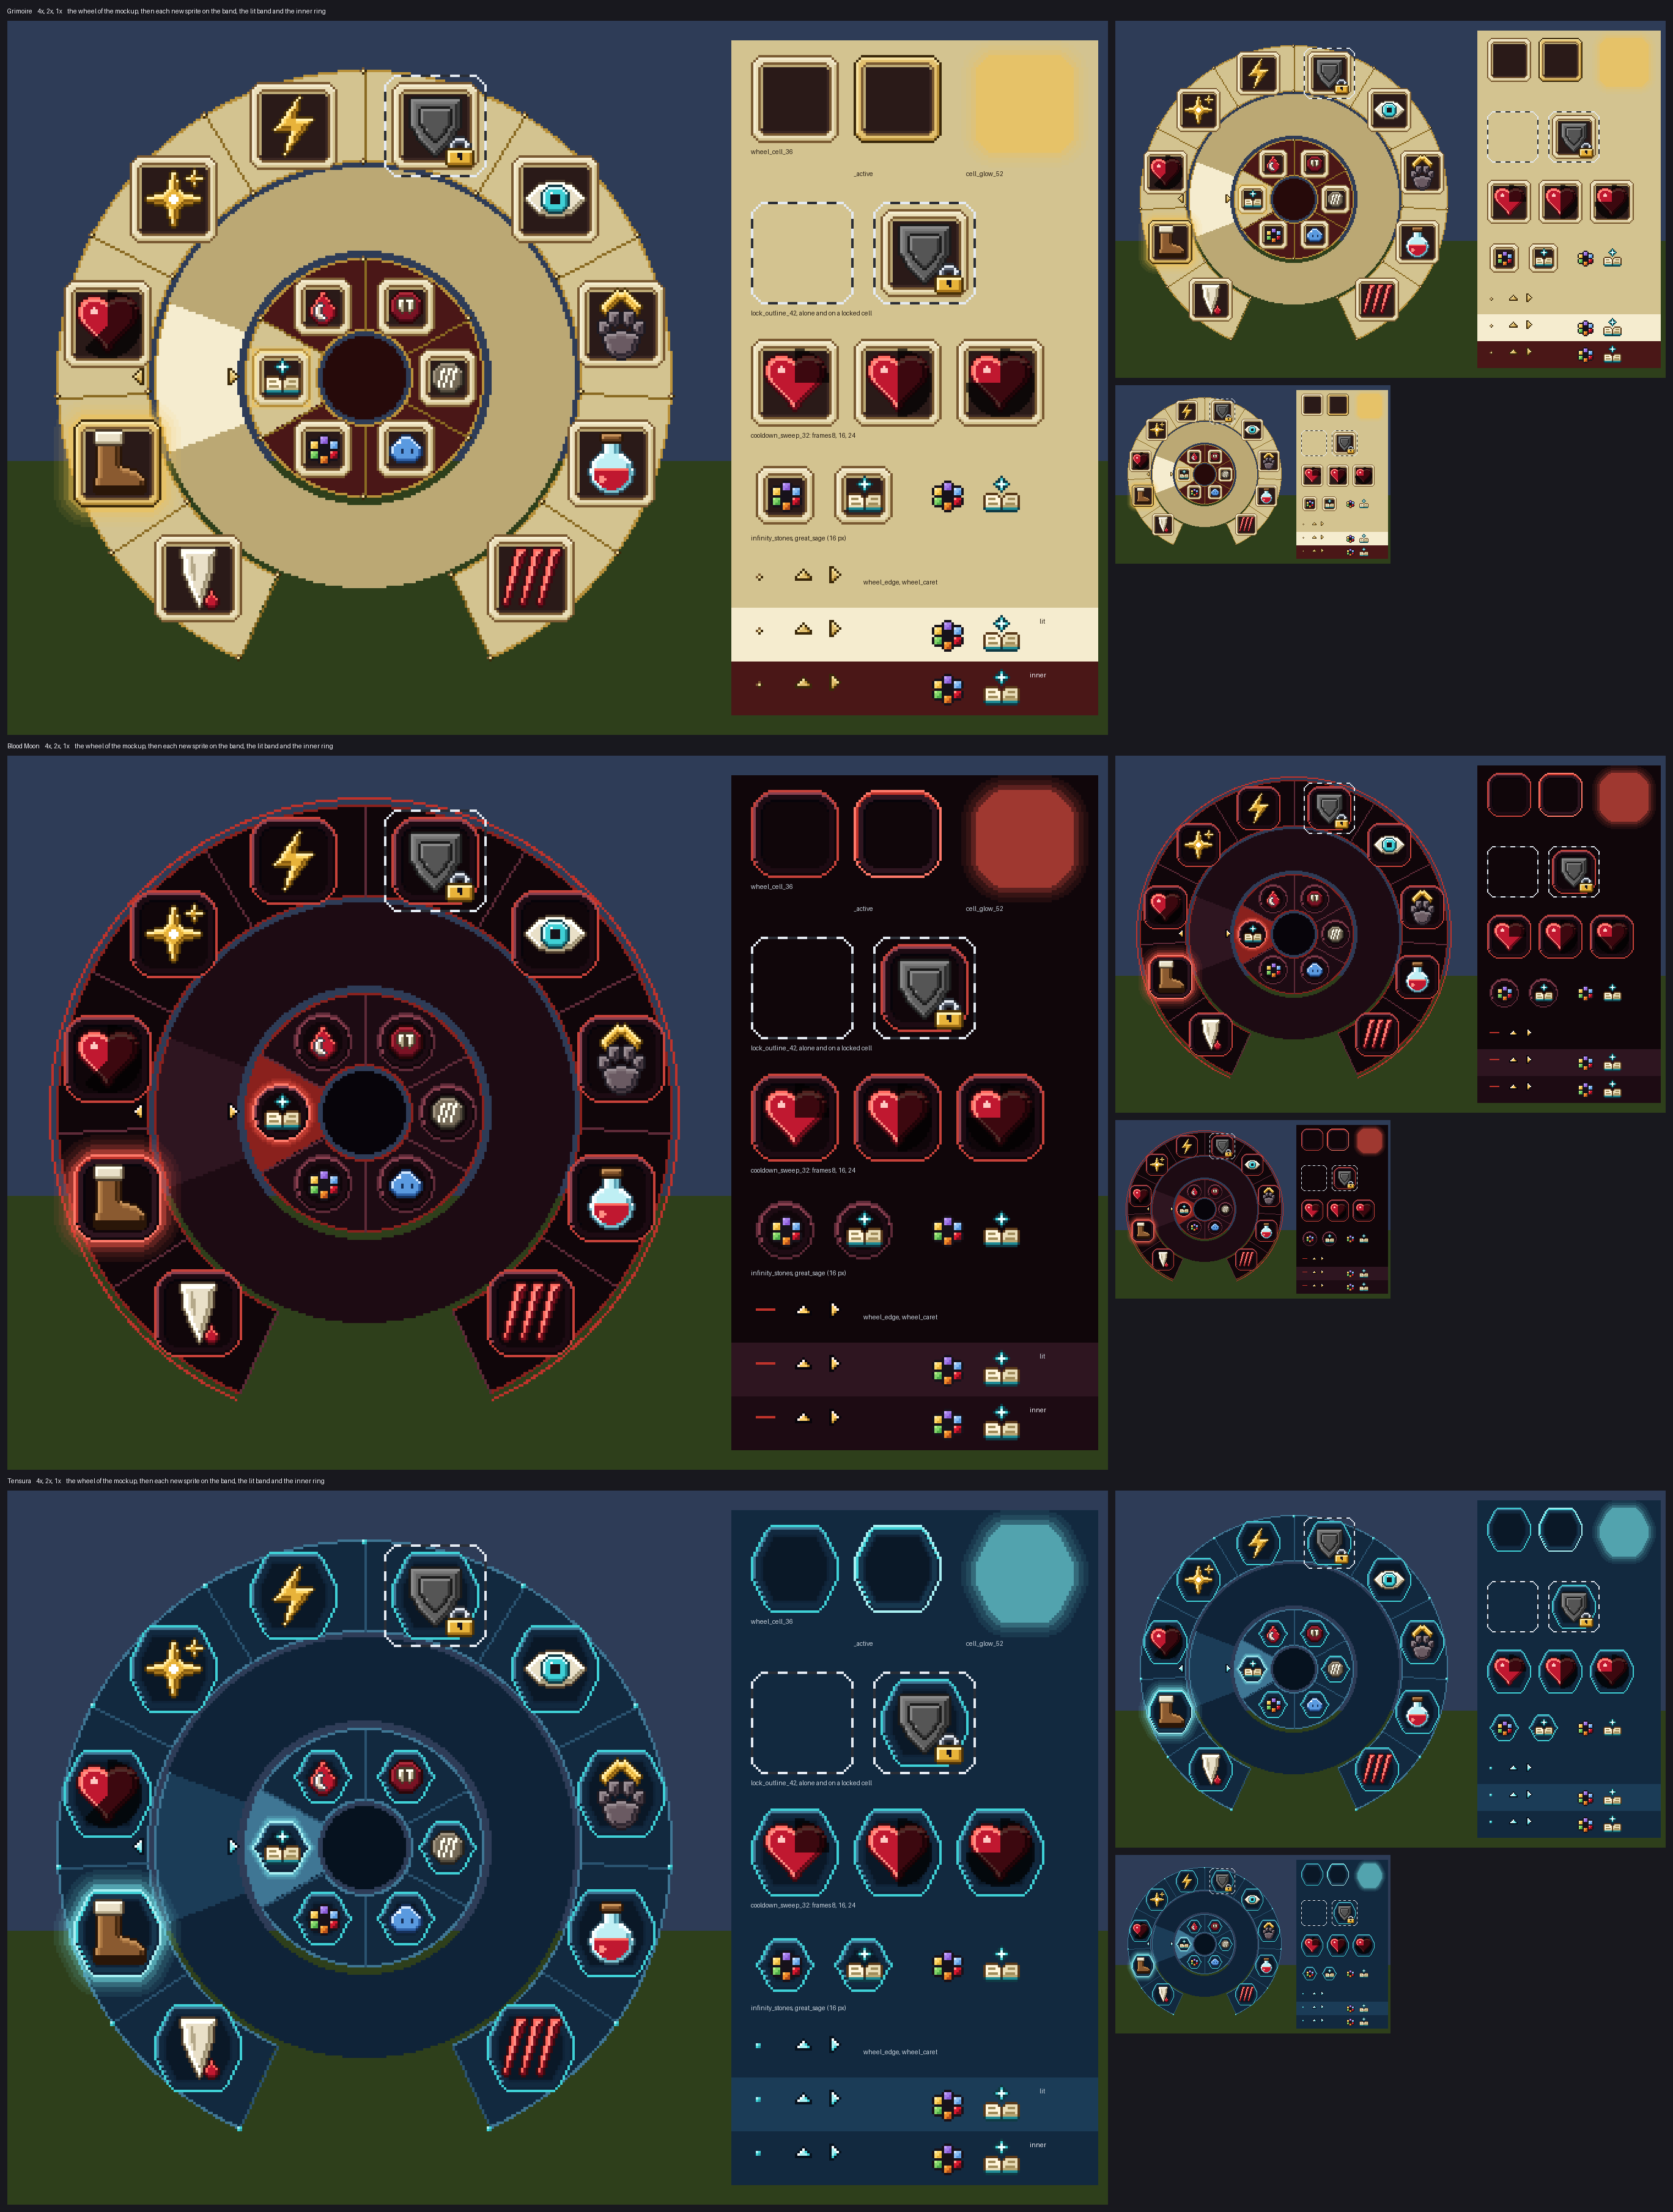 Grimoire 4x, 2x, 1x the wheel of the mockup, then each new sprite on the band, the lit band and the inner ring
wheel_cell_36
_active
cell_glow_52
lock_outline_42, alone and on a locked cell
cooldown_sweep_32: frames 8, 16, 24
infinity_stones, great_sage (16 px)
wheel_edge, wheel_caret
lit
inner
Blood Moon 4x, 2x, 1x the wheel of the mockup, then each new sprite on the band, the lit band and the inner ring
wheel_cell_36
_active
cell_glow_52
lock_outline_42, alone and on a locked cell
cooldown_sweep_32: frames 8, 16, 24
infinity_stones, great_sage (16 px)
wheel_edge, wheel_caret
lit
inner
Tensura 4x, 2x, 1x the wheel of the mockup, then each new sprite on the band, the lit band and the inner ring
wheel_cell_36
_active
cell_glow_52
lock_outline_42, alone and on a locked cell
cooldown_sweep_32: frames 8, 16, 24
infinity_stones, great_sage (16 px)
wheel_edge, wheel_caret
lit
inner